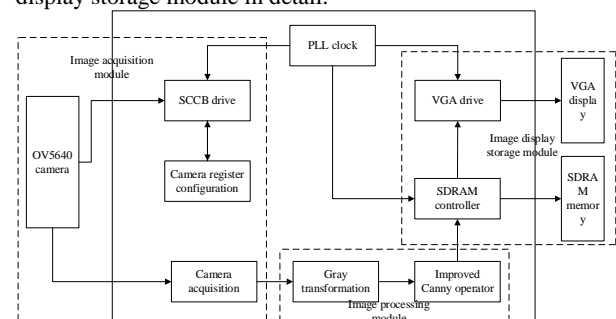 display storage module in detail.
Image acquisition
module
PLL clock
SCCB drive
VGA drive
VGA
displa
y
OV5640
camera
Image display
storage module
Camera register
configuration
SDRAM
controller
SDRA
M
memor
y
Camera
acquisition
Gray
transformation
Improved
Canny operator
Image processing
module